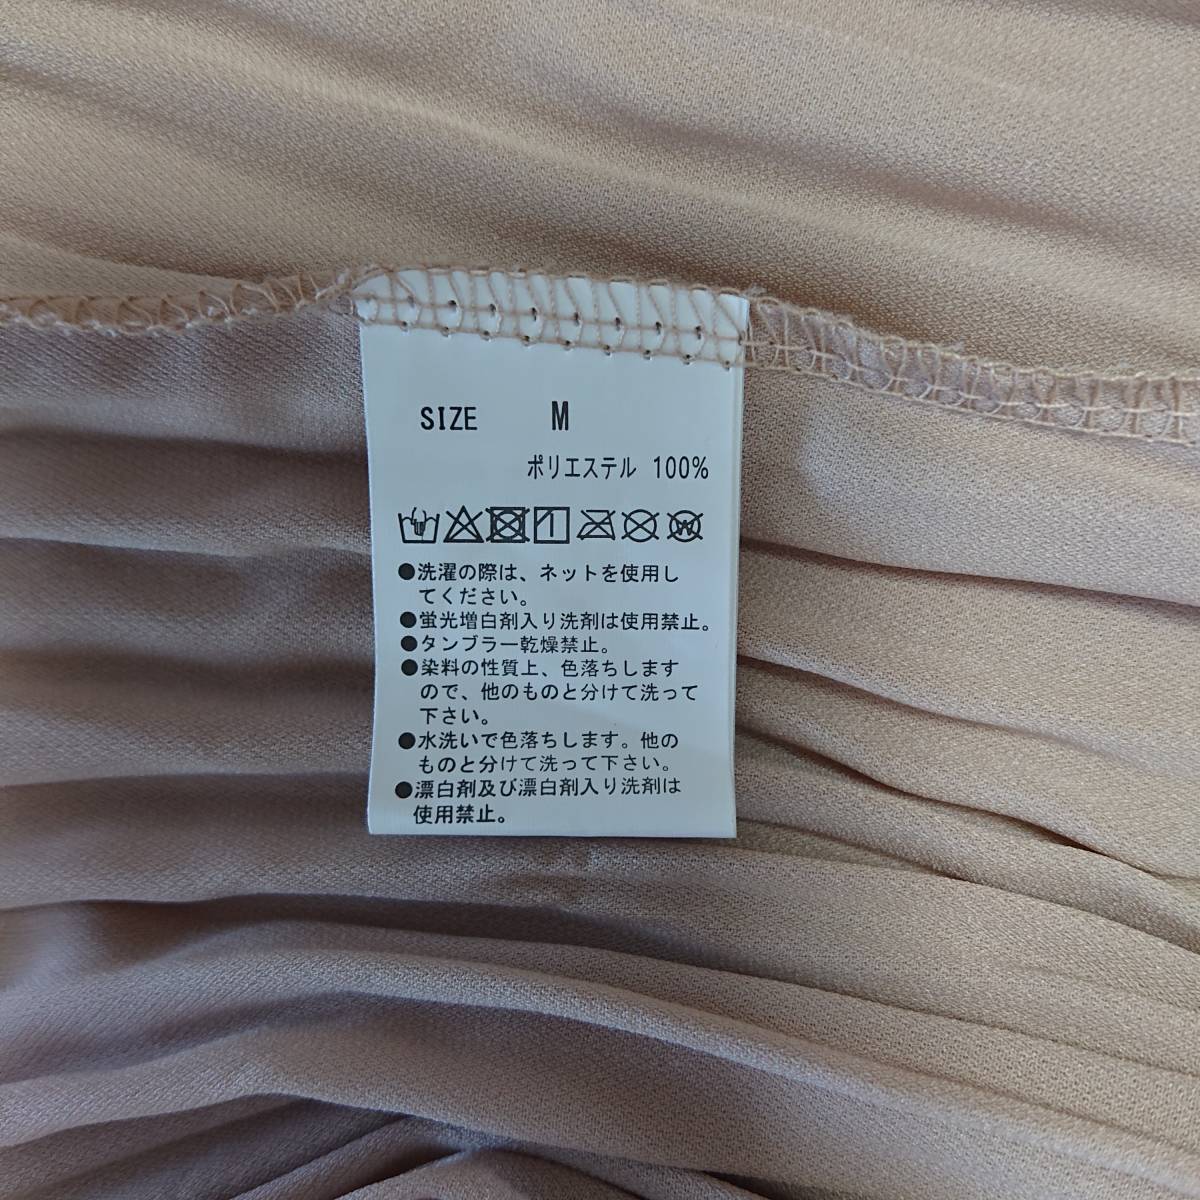 SIZE M
ポリエステル 100%
●洗濯の際は、ネットを使用し
てください。
●蛍光増白剤入り洗剤は使用禁止。
●タンブラー乾燥禁止。
●染料の性質上、色落ちします
ので、他のものと分けて洗って
下さい。
●水洗いで色落ちします。他の
ものと分けて洗って下さい。
●漂白剤及び漂白剤入り洗剤は
使用禁止。